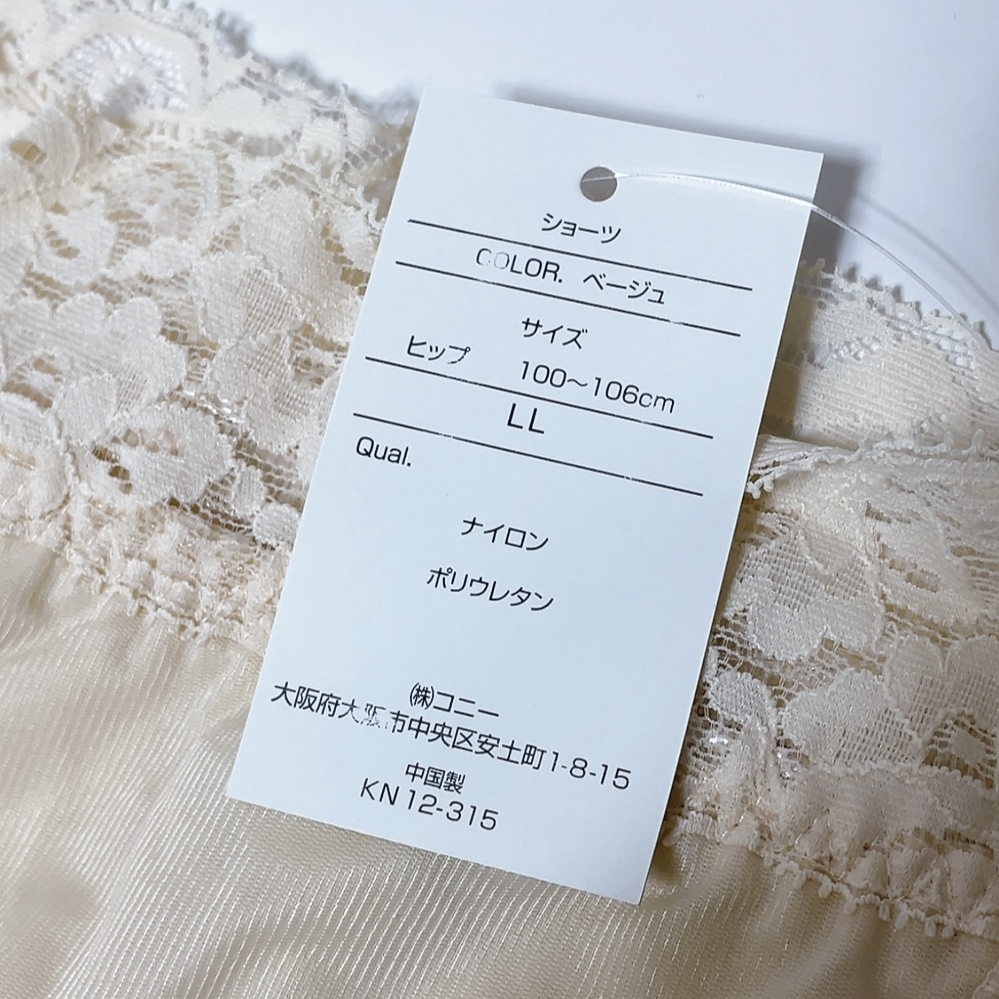 ショーツ
COLOR. ベージュ
サイズ
ヒップ 100～106cm
LL
Qual.
ナイロン
ポリウレタン
㈱コニー
大阪府大阪市中央区安土町1-8-15
中国製
KN12-315